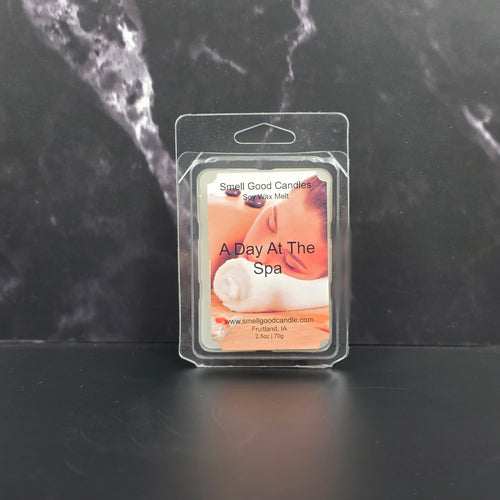 Smell Good Candles
Soy Wax Melt
A Day At The
Spa
www.smellgoodcandle.com
Fruitland, IA
2.5oz | 70g